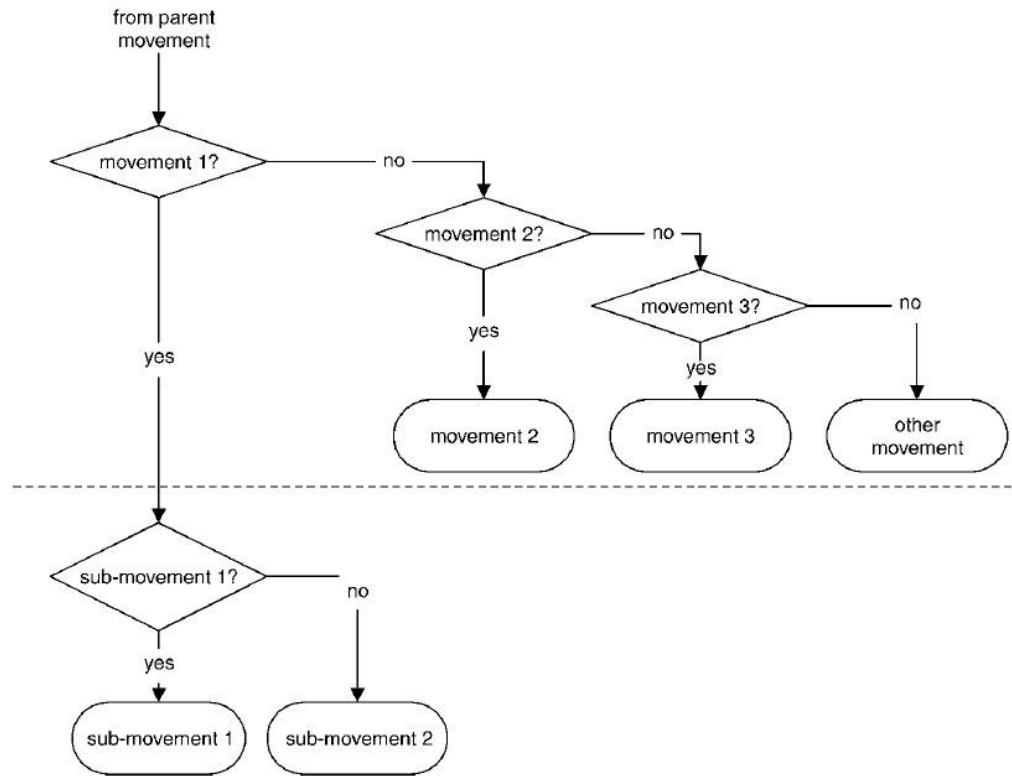 from parent
movement
movement 1?
no
movement 2?
no
movement 3?
no
yes
yes
yes
movement 2
movement 3
other
movement
sub-movement 1?
no
yes
sub-movement 1
sub-movement 2